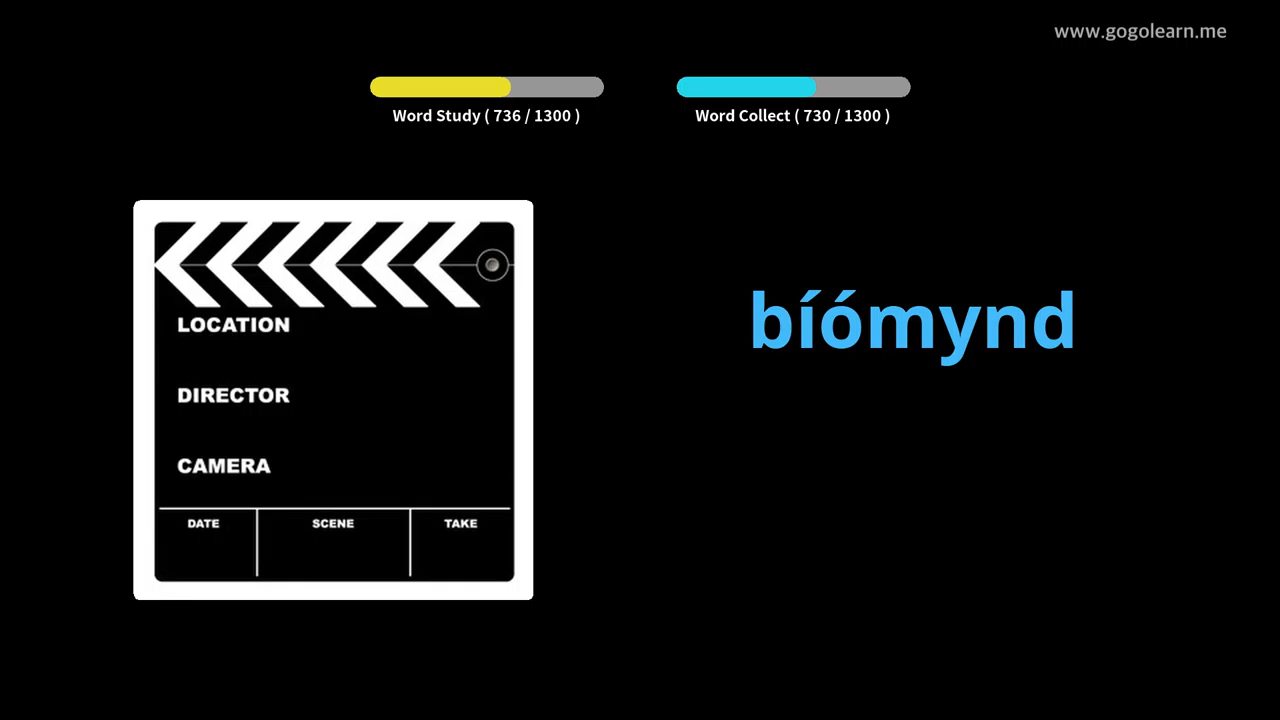 www.gogolearn.me
Word Study ( 736 / 1300 )
Word Collect ( 730 / 1300 )
LOCATION
DIRECTOR
CAMERA
DATE
SCENE
TAKE
bíómynd